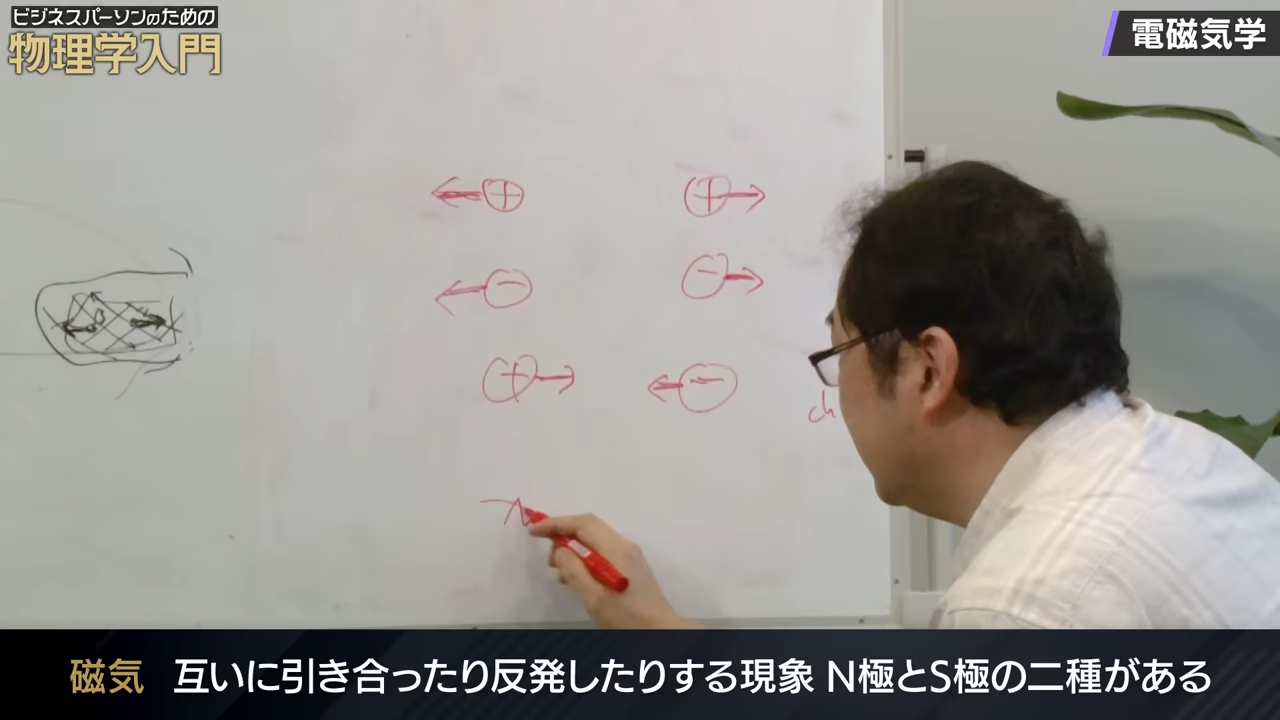 ビジネスパーソンのための
物理学入門
電磁気学
← ⊕ ⊕ →
← ⊖ ⊖ →
⊕ → ← ⊖
磁気 互いに引き合ったり反発したりする現象 N極とS極の二種がある